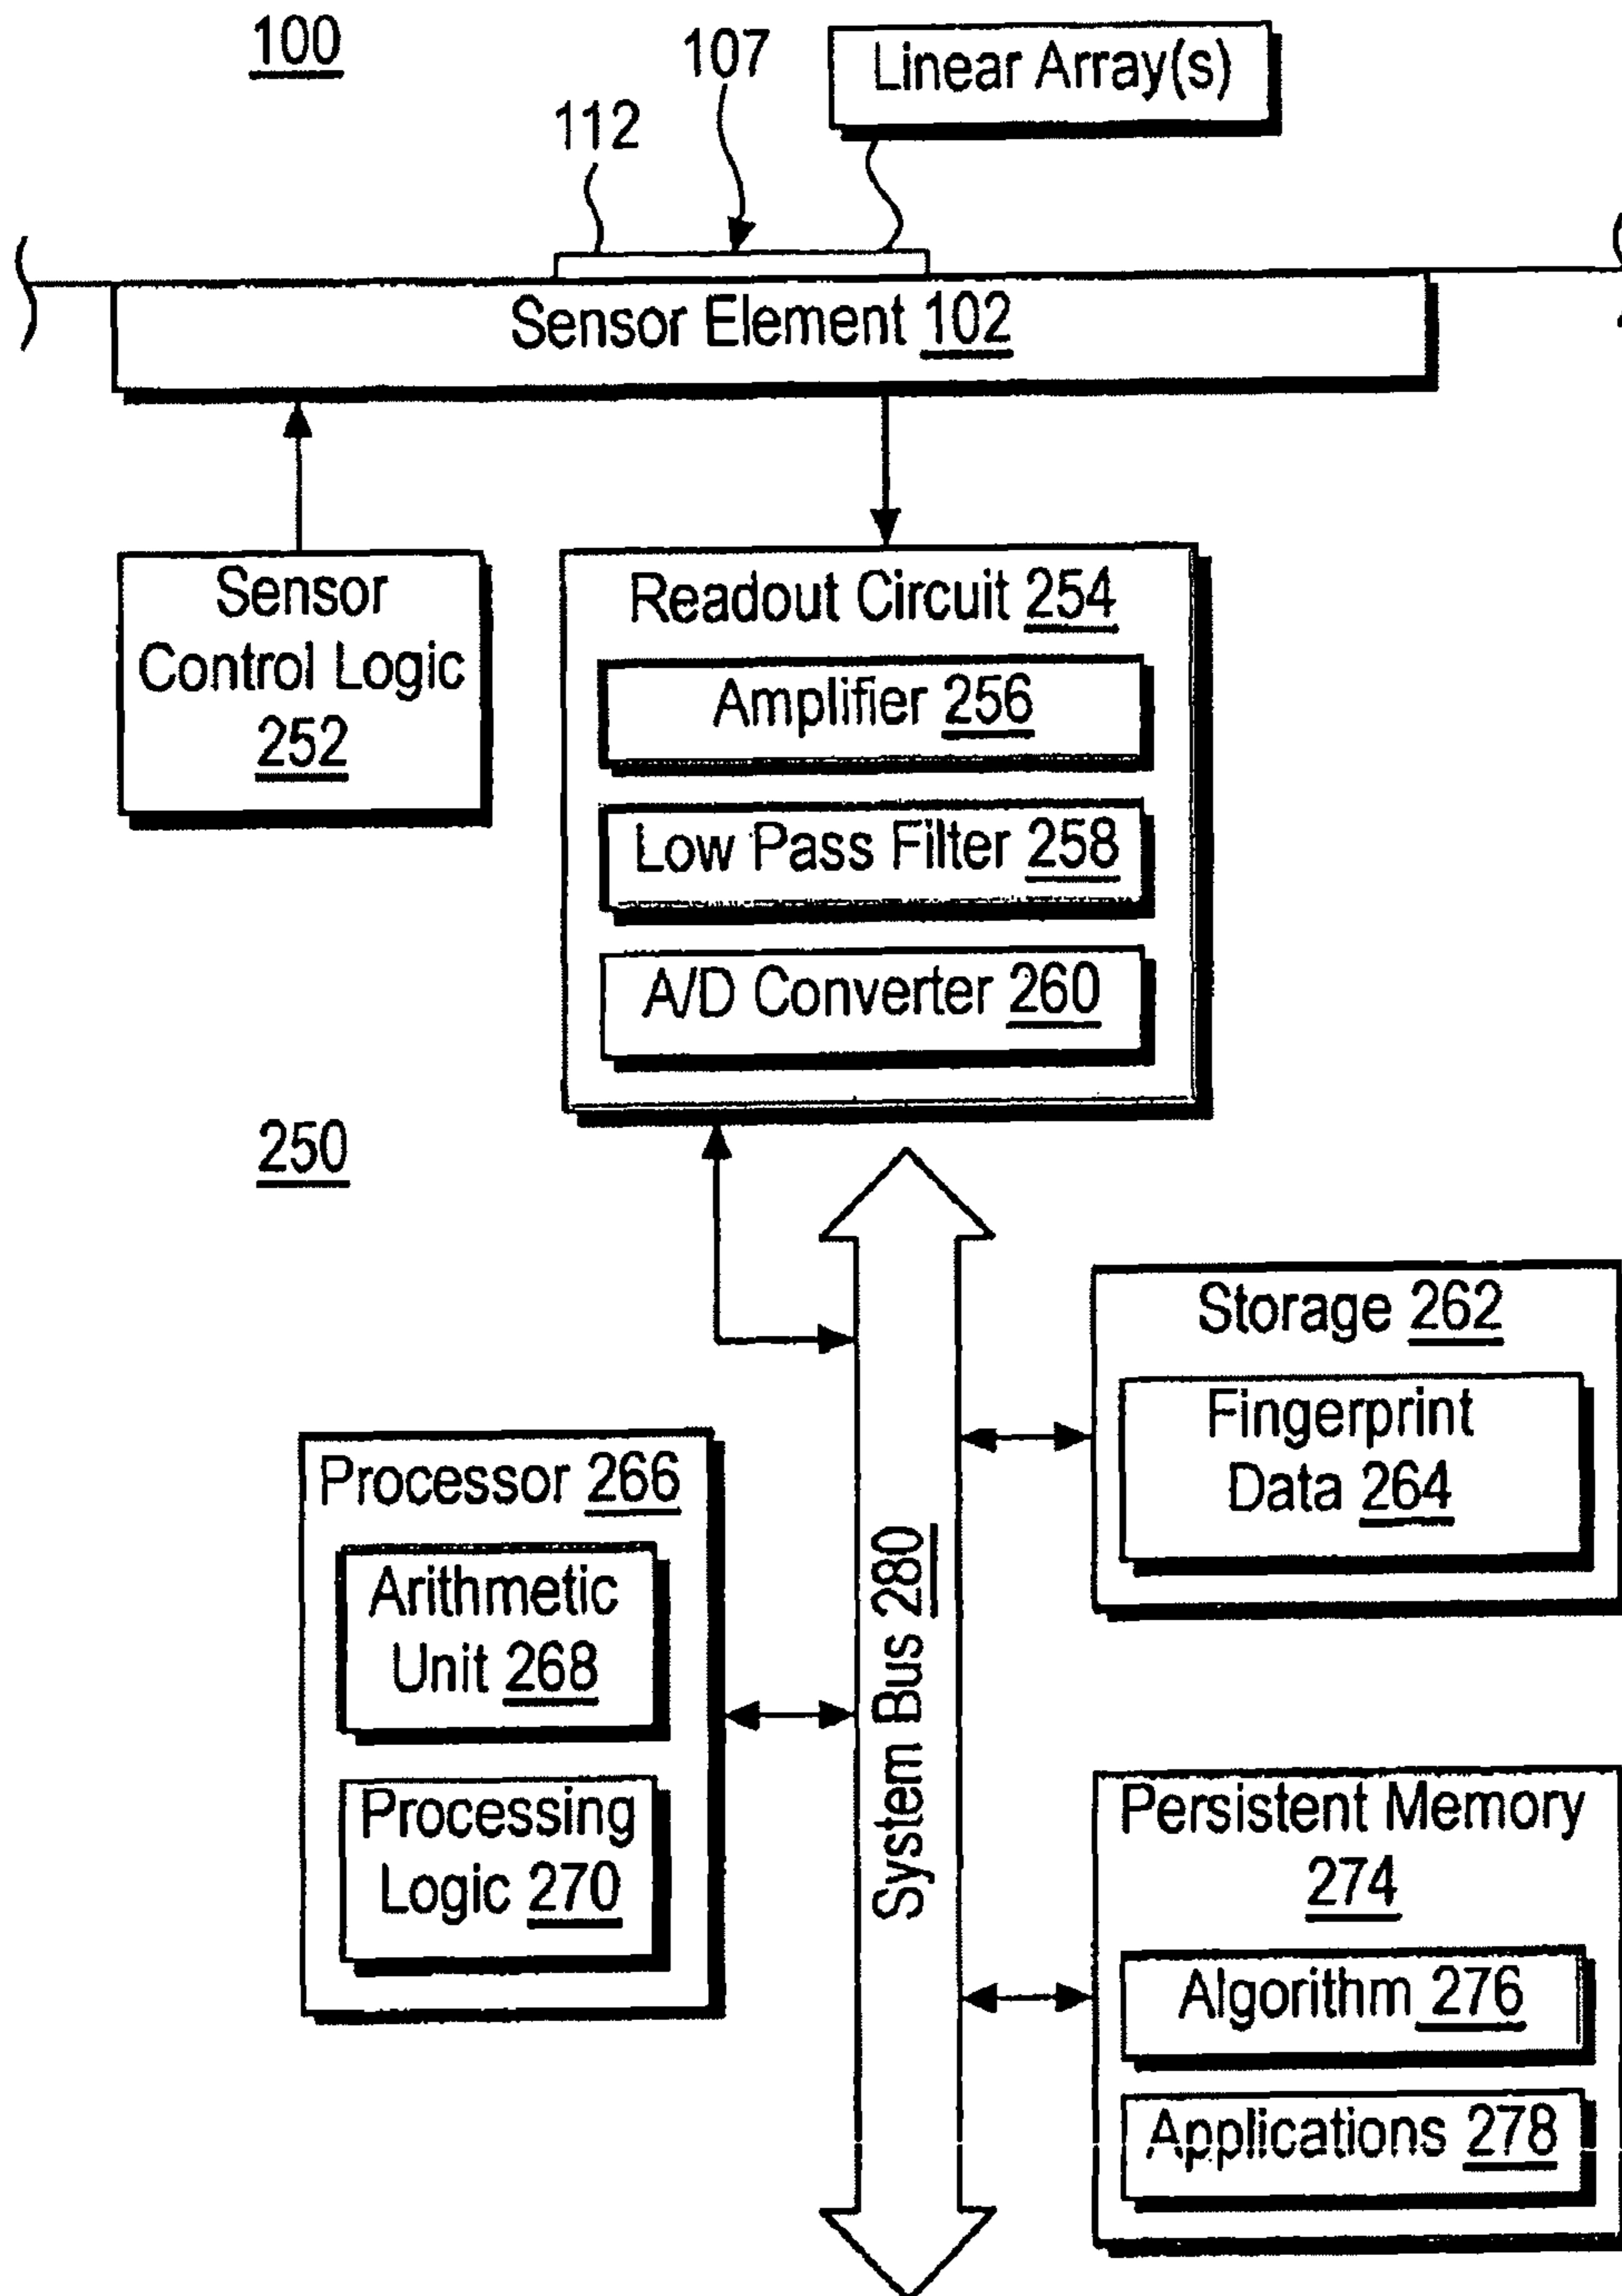 100
107
Linear Array(s)
112
Sensor Element 102
Sensor
Control Logic
252
Readout Circuit 254
Amplifier 256
Low Pass Filter 258
A/D Converter 260
250
Storage 262
Fingerprint
Data 264
Processor 266
Arithmetic
Unit 268
Processing
Logic 270
System Bus 280
Persistent Memory
274
Algorithm 276
Applications 278